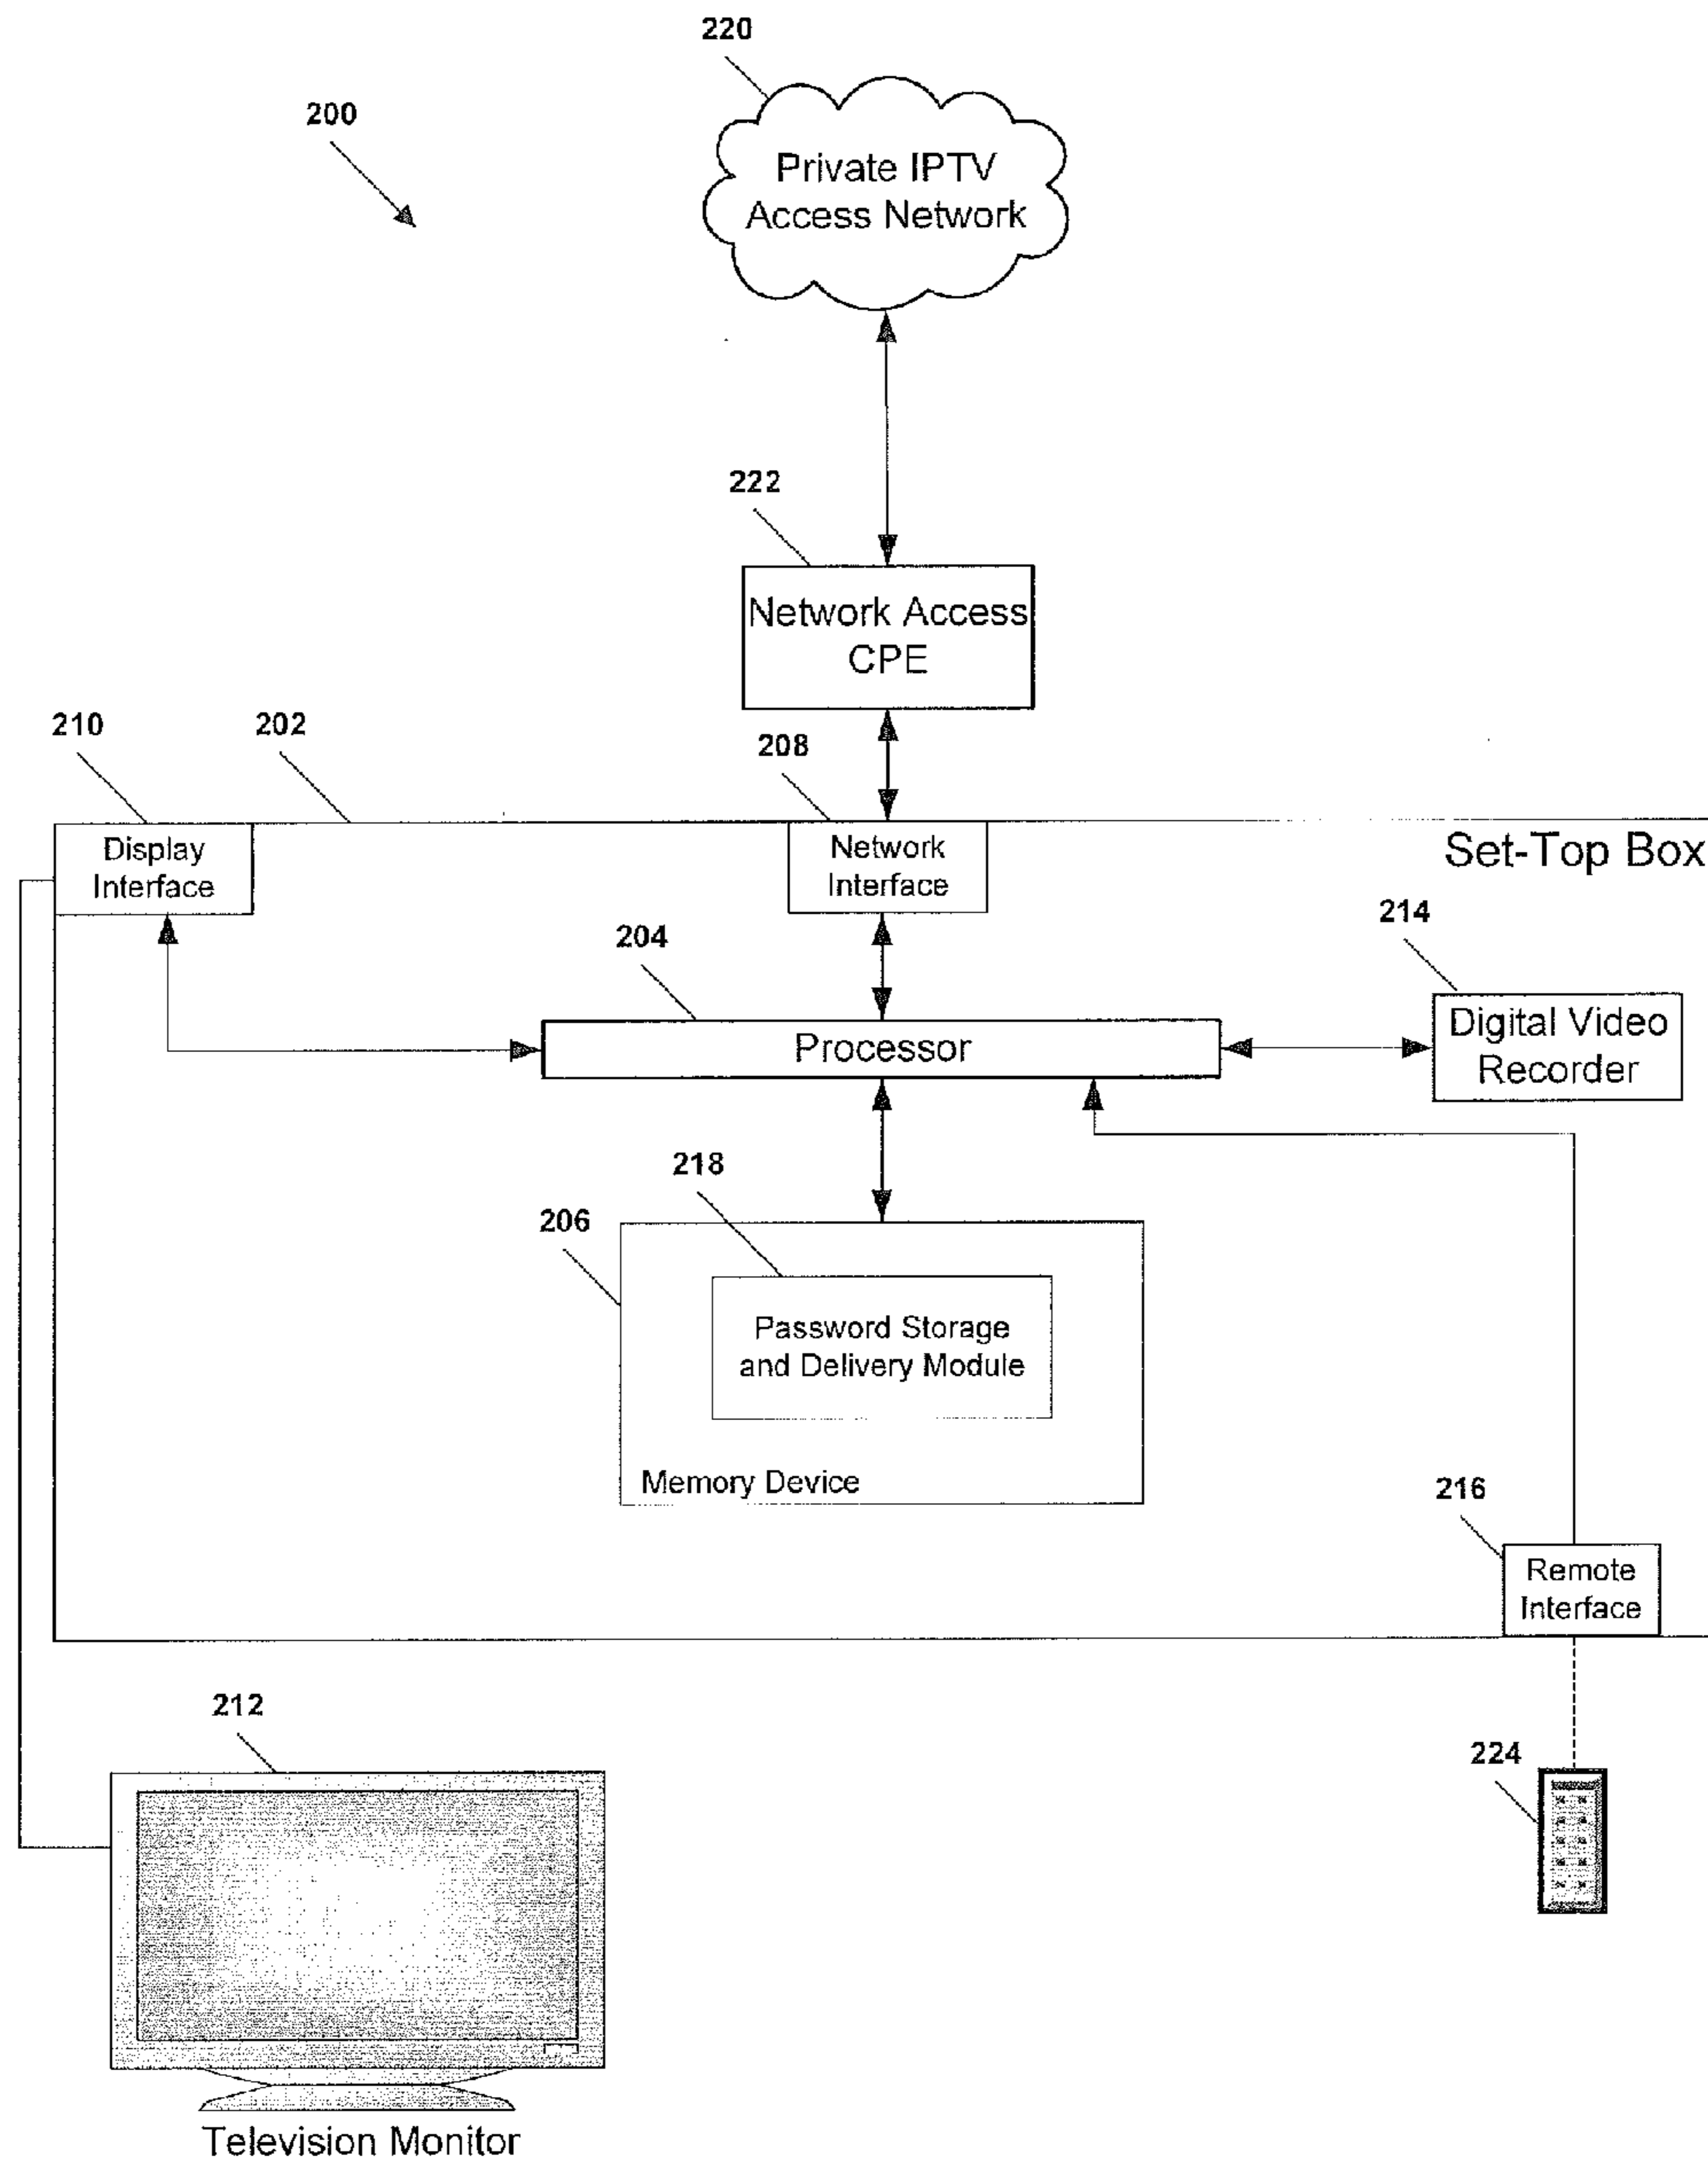 220
200
Private IPTV
Access Network
222
Network Access
CPE
210
202
208
Display
Interface
Network
Interface
Set-Top Box
214
204
Digital Video
Recorder
Processor
218
206
Password Storage
and Delivery Module
Memory Device
216
Remote
Interface
212
224
Television Monitor